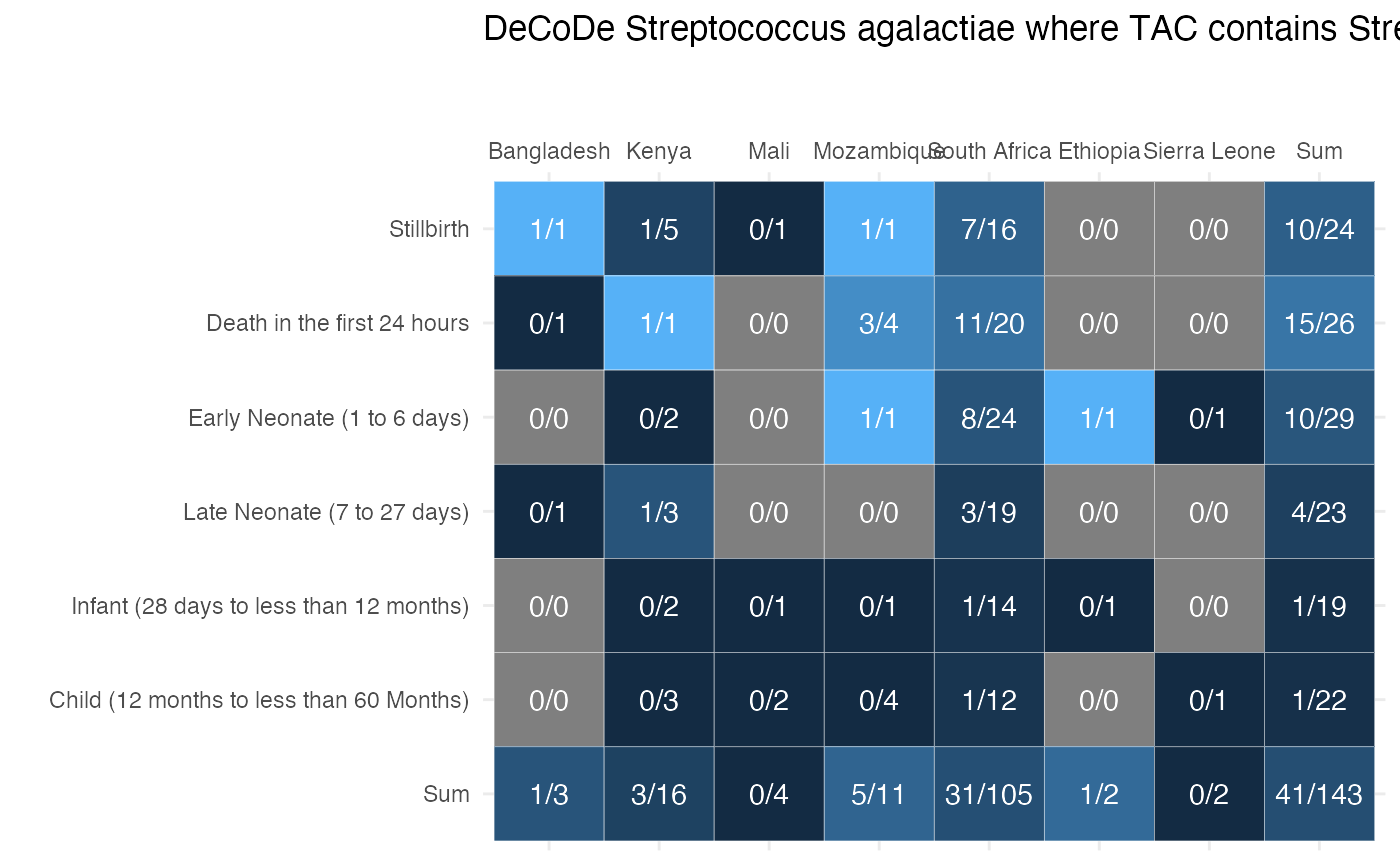 DeCoDe Streptococcus agalactiae where TAC contains Stre
Bangladesh Kenya Mali Mozambique South Africa Ethiopia Sierra Leone Sum
Stillbirth 1/1 1/5 0/1 1/1 7/16 0/0 0/0 10/24
Death in the first 24 hours 0/1 1/1 0/0 3/4 11/20 0/0 0/0 15/26
Early Neonate (1 to 6 days) 0/0 0/2 0/0 1/1 8/24 1/1 0/1 10/29
Late Neonate (7 to 27 days) 0/1 1/3 0/0 0/0 3/19 0/0 0/0 4/23
Infant (28 days to less than 12 months) 0/0 0/2 0/1 0/1 1/14 0/1 0/0 1/19
Child (12 months to less than 60 Months) 0/0 0/3 0/2 0/4 1/12 0/0 0/1 1/22
Sum 1/3 3/16 0/4 5/11 31/105 1/2 0/2 41/143